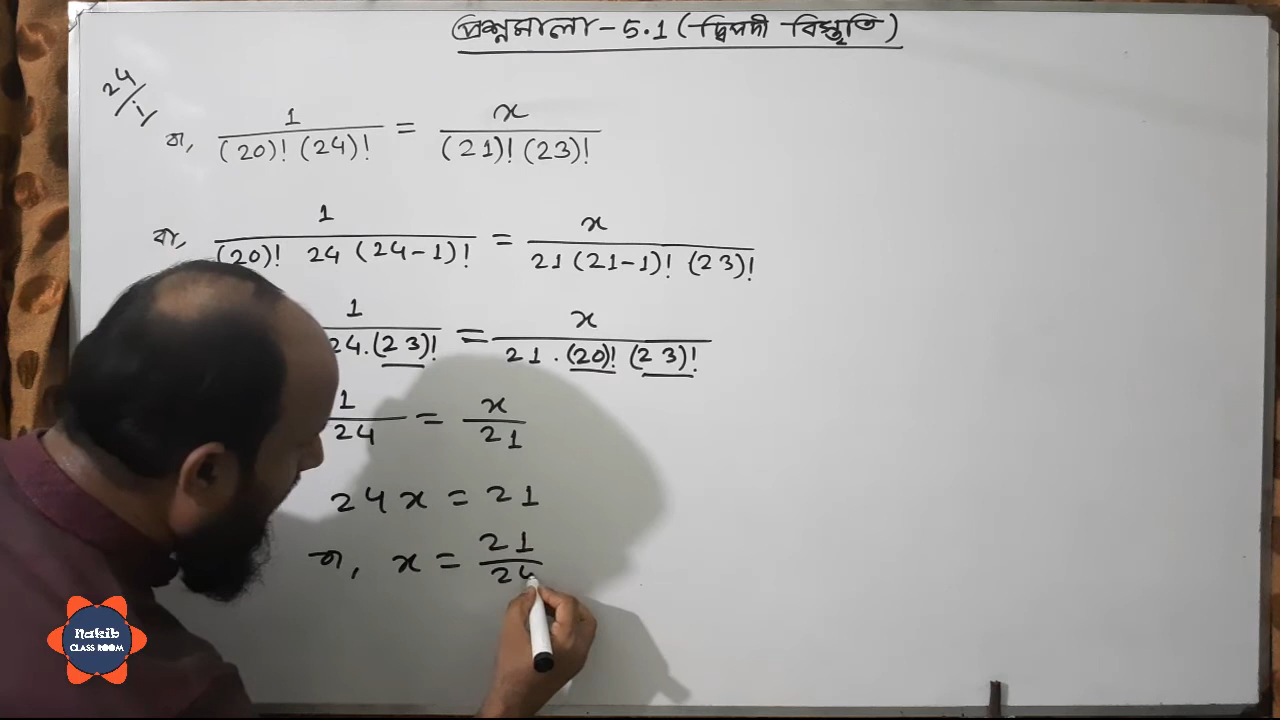 প্রশ্নমালা - 5.1 (দ্বিপদী বিস্তৃতি)
24/i
বা, 1/((20)! (24)!) = x/((21)! (23)!)
বা, 1/((20)! 24 (24-1)!) = x/(21 (21-1)! (23)!)
1/(24.(23)!) = x/(21 . (20)! (23)!)
1/24 = x/21
24x = 21
বা, x = 21/24
Nakib
CLASS ROOM